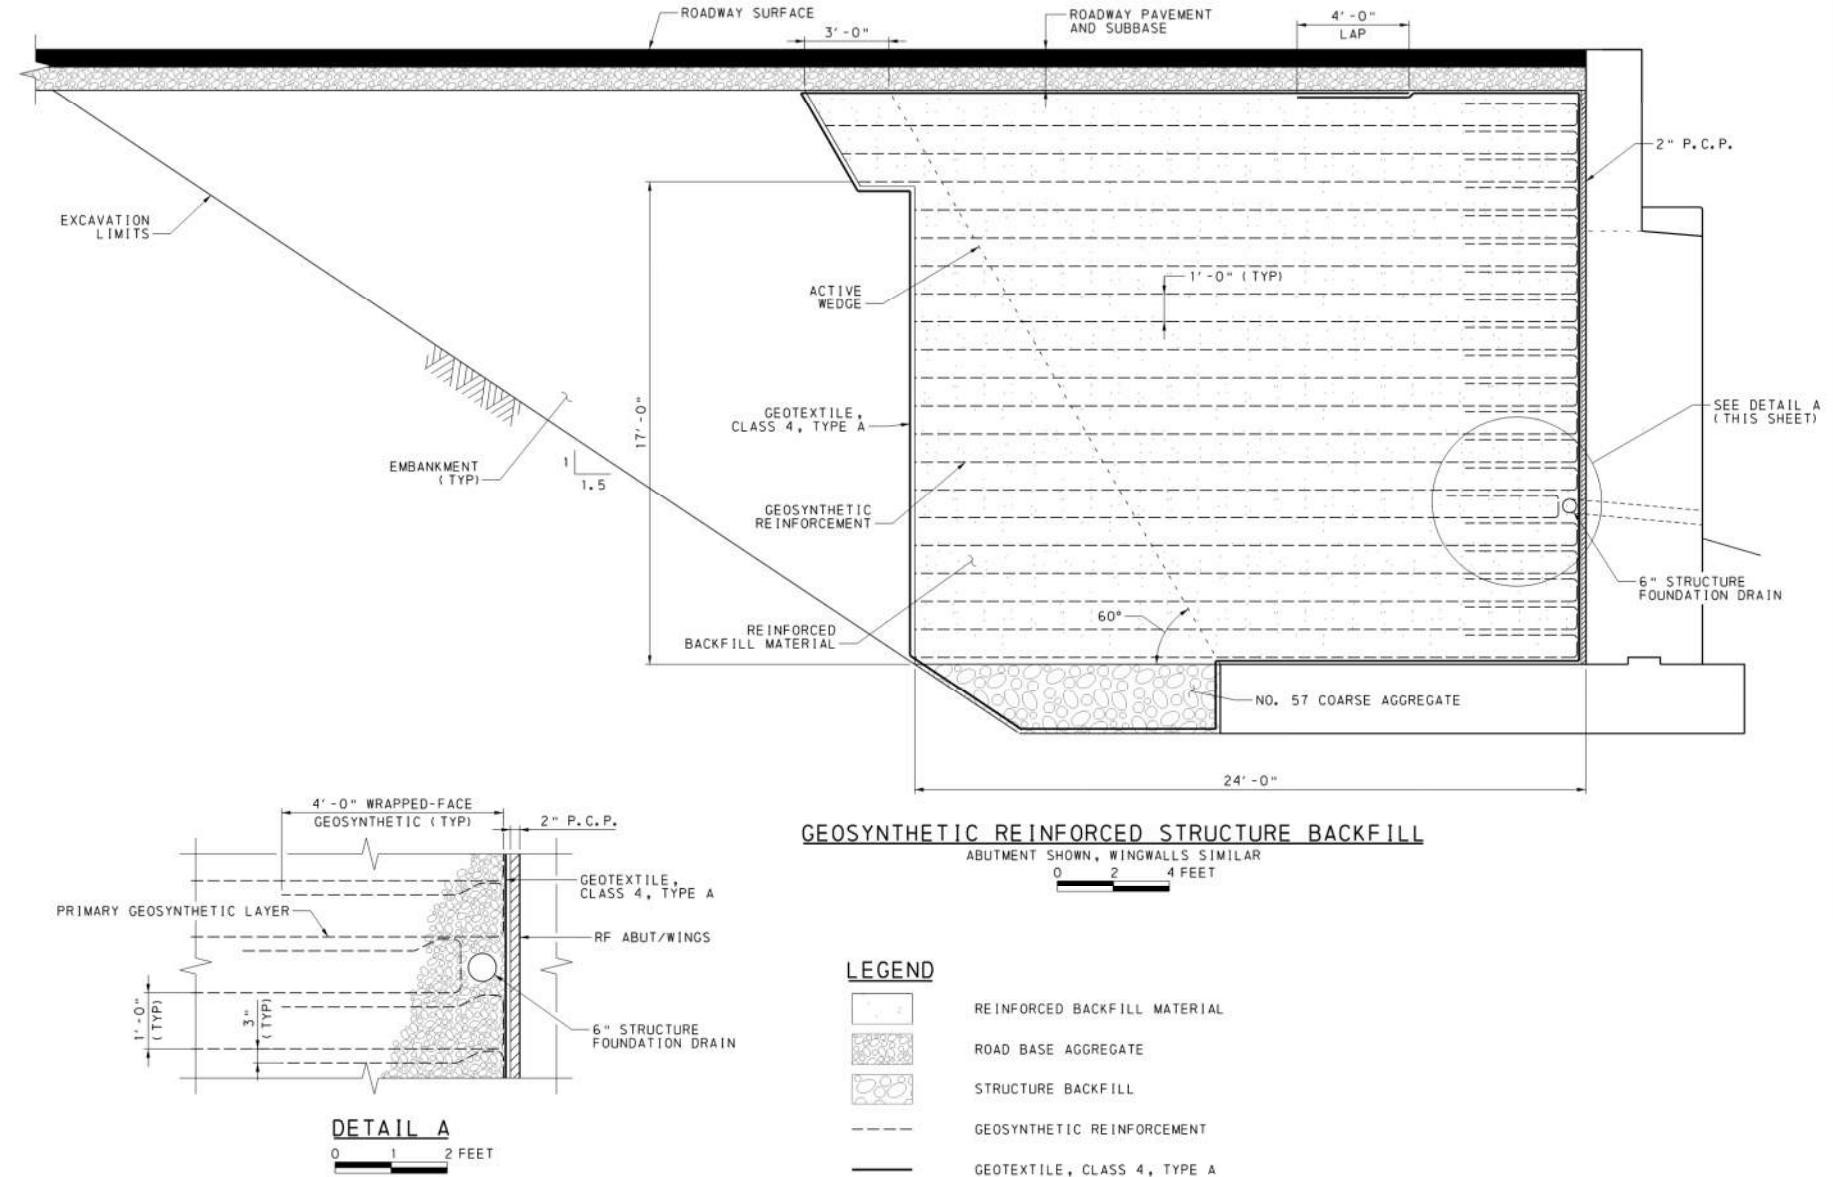 ROADWAY SURFACE
3'-0"
ROADWAY PAVEMENT
AND SUBBASE
4'-0"
LAP
2" P.C.P.
EXCAVATION
LIMITS
ACTIVE
WEDGE
1'-0" (TYP)
17'-0"
GEOTEXTILE,
CLASS 4, TYPE A
SEE DETAIL A
(THIS SHEET)
EMBANKMENT
(TYP)
1
1.5
GEOSYNTHETIC
REINFORCEMENT
6" STRUCTURE
FOUNDATION DRAIN
60°
REINFORCED
BACKFILL MATERIAL
NO. 57 COARSE AGGREGATE
24'-0"
GEOSYNTHETIC REINFORCED STRUCTURE BACKFILL
ABUTMENT SHOWN, WINGWALLS SIMILAR
0 2 4 FEET
4'-0" WRAPPED-FACE
GEOSYNTHETIC (TYP)
2" P.C.P.
GEOTEXTILE,
CLASS 4, TYPE A
PRIMARY GEOSYNTHETIC LAYER
RF ABUT/WINGS
1'-0"
(TYP)
3"
(TYP)
6" STRUCTURE
FOUNDATION DRAIN
DETAIL A
0 1 2 FEET
LEGEND
REINFORCED BACKFILL MATERIAL
ROAD BASE AGGREGATE
STRUCTURE BACKFILL
GEOSYNTHETIC REINFORCEMENT
GEOTEXTILE, CLASS 4, TYPE A